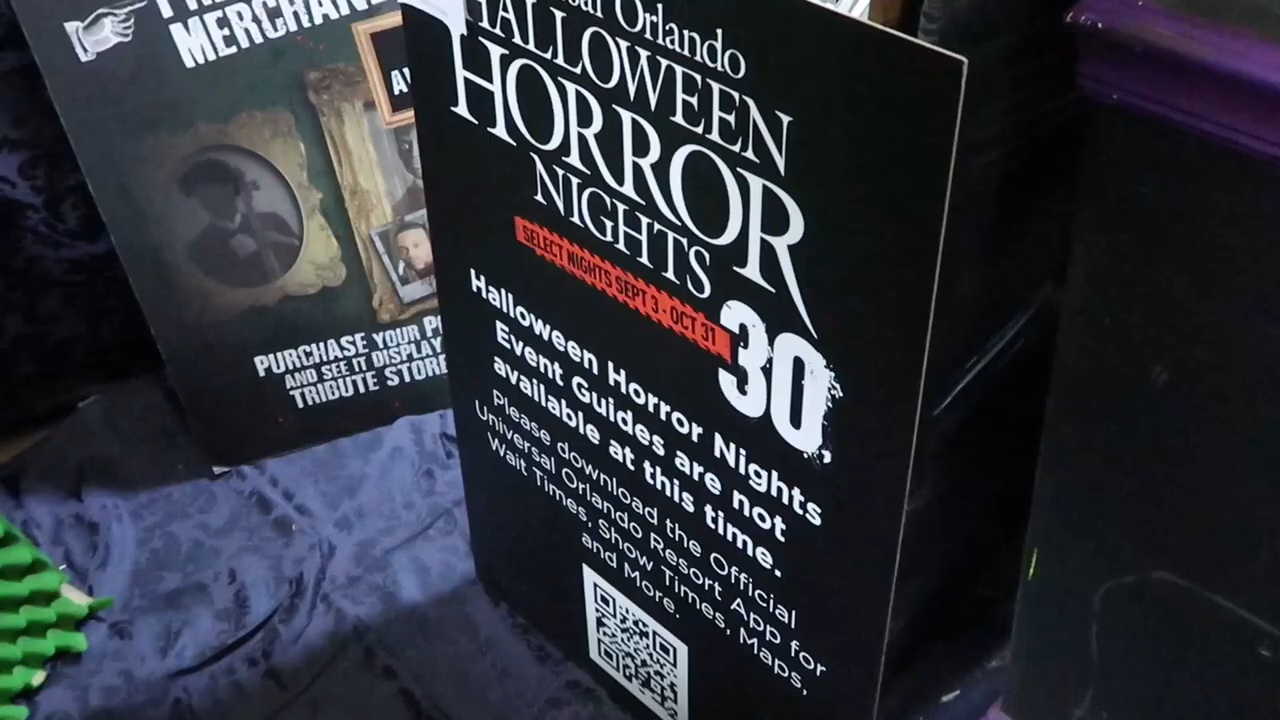 MERCHAN
PURCHASE YOUR P
AND SEE IT DISPLAY
TRIBUTE STORE
sal Orlando
HALLOWEEN
HORROR
NIGHTS
30
SELECT NIGHTS SEPT 3 - OCT 31
Halloween Horror Nights
Event Guides are not
available at this time.
Please download the Official
Universal Orlando Resort App for
Wait Times, Show Times, Maps,
and More.